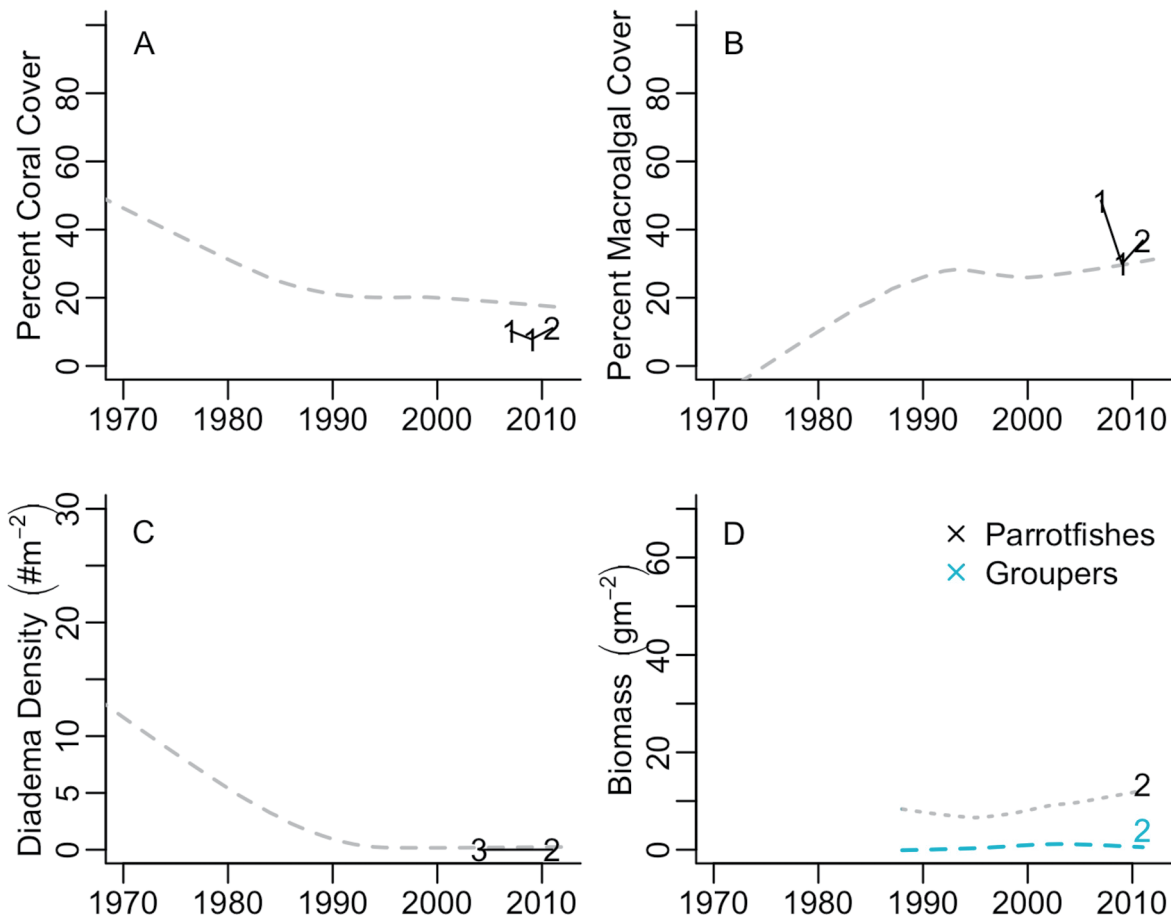 A
Percent Coral Cover
0 20 40 60 80
1 1 2
1970 1980 1990 2000 2010
B
Percent Macroalgal Cover
0 20 40 60 80
1 1 2
1970 1980 1990 2000 2010
C
Diadema Density (#m⁻²)
0 5 10 20 30
3 2
1970 1980 1990 2000 2010
D
× Parrotfishes
× Groupers
Biomass (gm⁻²)
0 20 40 60
2
2
1970 1980 1990 2000 2010